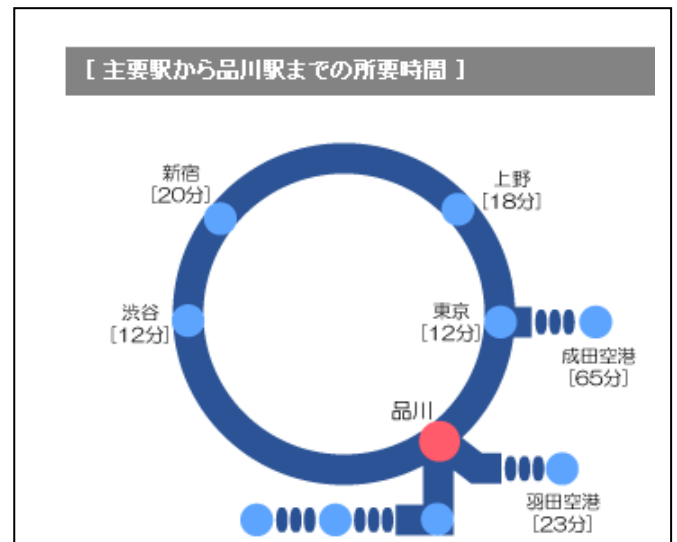 [ 主要駅から品川駅までの所要時間 ]
新宿
[20分]
上野
[18分]
渋谷
[12分]
東京
[12分]
成田空港
[65分]
品川
羽田空港
[23分]